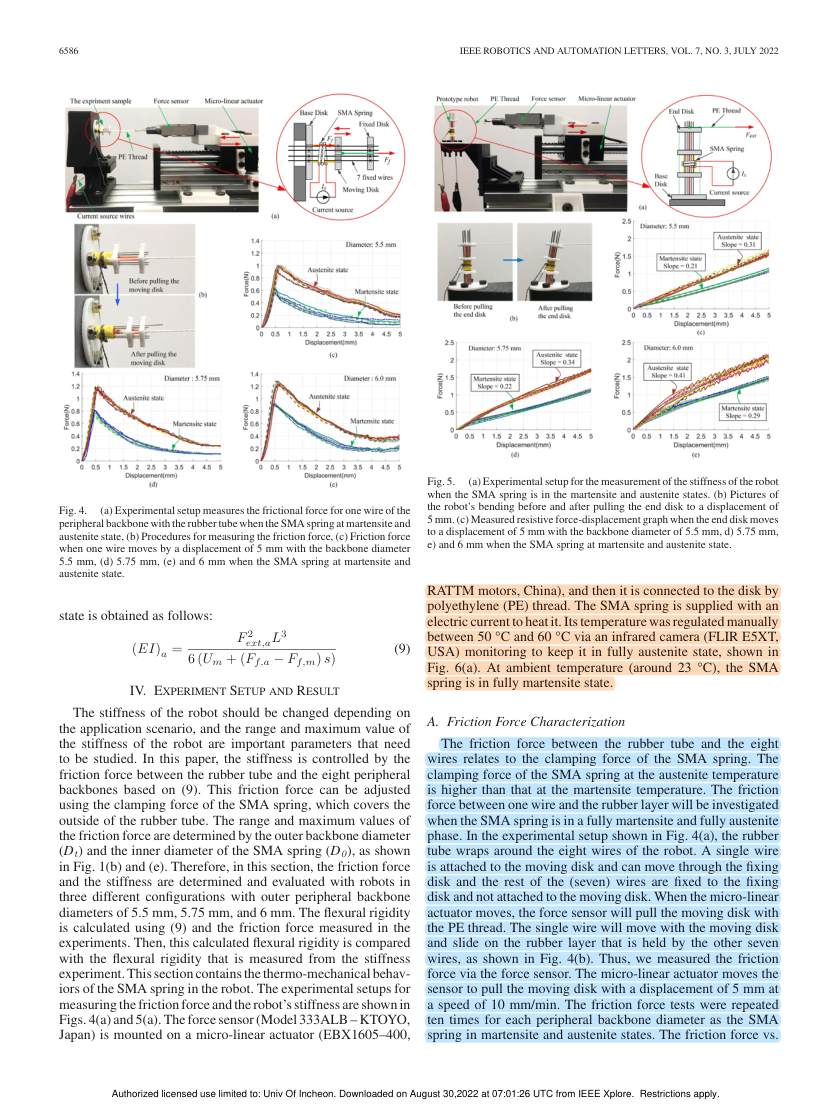 6586
IEEE ROBOTICS AND AUTOMATION LETTERS, VOL. 7, NO. 3, JULY 2022
The expriment sample
Force sensor
Micro-linear actuator
Base Disk
SMA Spring
Fixed Disk
PE Thread
7 fixed wires
Moving Disk
Current source
Current source wires
(a)
Before pulling the
moving disk
(b)
After pulling the
moving disk
Diameter: 5.5 mm
Austenite state
Martensite state
Force(N)
Displacement(mm)
(c)
Diameter : 5.75 mm
Austenite state
Martensite state
Force(N)
Displacement(mm)
(d)
Diameter : 6.0 mm
Austenite state
Martensite state
Force(N)
Displacement(mm)
(e)
Fig. 4. (a) Experimental setup measures the frictional force for one wire of the
peripheral backbone with the rubber tube when the SMA spring at martensite and
austenite state, (b) Procedures for measuring the friction force, (c) Friction force
when one wire moves by a displacement of 5 mm with the backbone diameter
5.5 mm, (d) 5.75 mm, (e) and 6 mm when the SMA spring at martensite and
austenite state.
state is obtained as follows:
(EI)a = F²ext,a L³ / 6 (Um + (Ff,a − Ff,m) s) (9)
IV. EXPERIMENT SETUP AND RESULT
The stiffness of the robot should be changed depending on
the application scenario, and the range and maximum value of
the stiffness of the robot are important parameters that need
to be studied. In this paper, the stiffness is controlled by the
friction force between the rubber tube and the eight peripheral
backbones based on (9). This friction force can be adjusted
using the clamping force of the SMA spring, which covers the
outside of the rubber tube. The range and maximum values of
the friction force are determined by the outer backbone diameter
(Dt) and the inner diameter of the SMA spring (D0), as shown
in Fig. 1(b) and (e). Therefore, in this section, the friction force
and the stiffness are determined and evaluated with robots in
three different configurations with outer peripheral backbone
diameters of 5.5 mm, 5.75 mm, and 6 mm. The flexural rigidity
is calculated using (9) and the friction force measured in the
experiments. Then, this calculated flexural rigidity is compared
with the flexural rigidity that is measured from the stiffness
experiment. This section contains the thermo-mechanical behav-
iors of the SMA spring in the robot. The experimental setups for
measuring the friction force and the robot's stiffness are shown in
Figs. 4(a) and 5(a). The force sensor (Model 333ALB – KTOYO,
Japan) is mounted on a micro-linear actuator (EBX1605–400,
Prototype robot
PE Thread
Force sensor
Micro-linear actuator
End Disk
PE Thread
Fext
SMA Spring
Base
Disk
Current source
(a)
Before pulling
the end disk
After pulling
the end disk
(b)
Diameter: 5.5 mm
Austenite state
Slope = 0.31
Martensite state
Slope = 0.21
Force(N)
Displacement(mm)
(c)
Diameter: 5.75 mm
Austenite state
Slope = 0.34
Martensite state
Slope = 0.22
Force(N)
Displacement(mm)
(d)
Diameter: 6.0 mm
Austenite state
Slope = 0.41
Martensite state
Slope = 0.29
Force(N)
Displacement(mm)
(e)
Fig. 5. (a) Experimental setup for the measurement of the stiffness of the robot
when the SMA spring is in the martensite and austenite states. (b) Pictures of
the robot's bending before and after pulling the end disk to a displacement of
5 mm. (c) Measured resistive force-displacement graph when the end disk moves
to a displacement of 5 mm with the backbone diameter of 5.5 mm, d) 5.75 mm,
e) and 6 mm when the SMA spring at martensite and austenite state.
RATTM motors, China), and then it is connected to the disk by
polyethylene (PE) thread. The SMA spring is supplied with an
electric current to heat it. Its temperature was regulated manually
between 50 °C and 60 °C via an infrared camera (FLIR E5XT,
USA) monitoring to keep it in fully austenite state, shown in
Fig. 6(a). At ambient temperature (around 23 °C), the SMA
spring is in fully martensite state.
A. Friction Force Characterization
The friction force between the rubber tube and the eight
wires relates to the clamping force of the SMA spring. The
clamping force of the SMA spring at the austenite temperature
is higher than that at the martensite temperature. The friction
force between one wire and the rubber layer will be investigated
when the SMA spring is in a fully martensite and fully austenite
phase. In the experimental setup shown in Fig. 4(a), the rubber
tube wraps around the eight wires of the robot. A single wire
is attached to the moving disk and can move through the fixing
disk and the rest of the (seven) wires are fixed to the fixing
disk and not attached to the moving disk. When the micro-linear
actuator moves, the force sensor will pull the moving disk with
the PE thread. The single wire will move with the moving disk
and slide on the rubber layer that is held by the other seven
wires, as shown in Fig. 4(b). Thus, we measured the friction
force via the force sensor. The micro-linear actuator moves the
sensor to pull the moving disk with a displacement of 5 mm at
a speed of 10 mm/min. The friction force tests were repeated
ten times for each peripheral backbone diameter as the SMA
spring in martensite and austenite states. The friction force vs.
Authorized licensed use limited to: Univ Of Incheon. Downloaded on August 30,2022 at 07:01:26 UTC from IEEE Xplore. Restrictions apply.